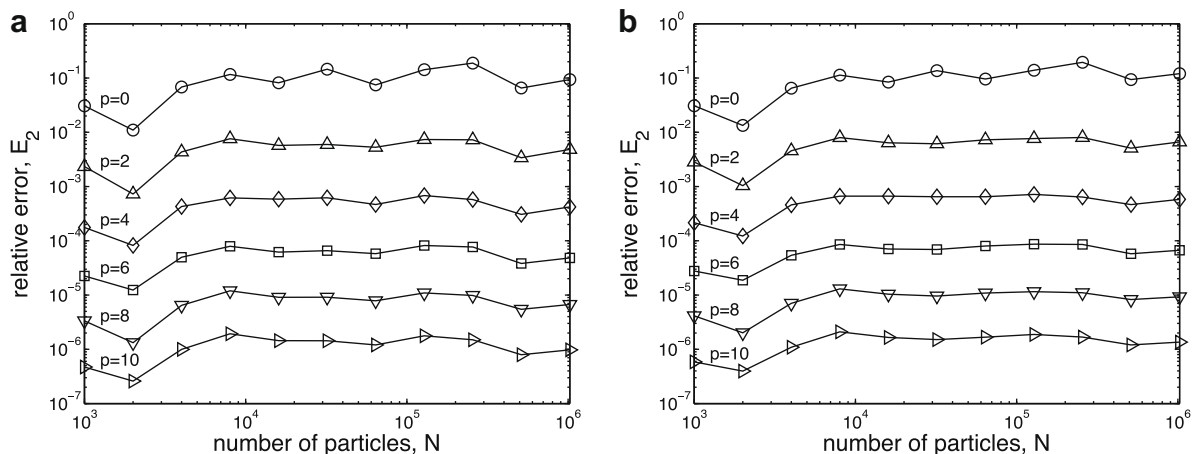 a
10^0
10^-1
10^-2
10^-3
10^-4
10^-5
10^-6
10^-7
relative error, E_2
p=0
p=2
p=4
p=6
p=8
p=10
10^3
10^4
10^5
10^6
number of particles, N
b
10^0
10^-1
10^-2
10^-3
10^-4
10^-5
10^-6
10^-7
relative error, E_2
p=0
p=2
p=4
p=6
p=8
p=10
10^3
10^4
10^5
10^6
number of particles, N